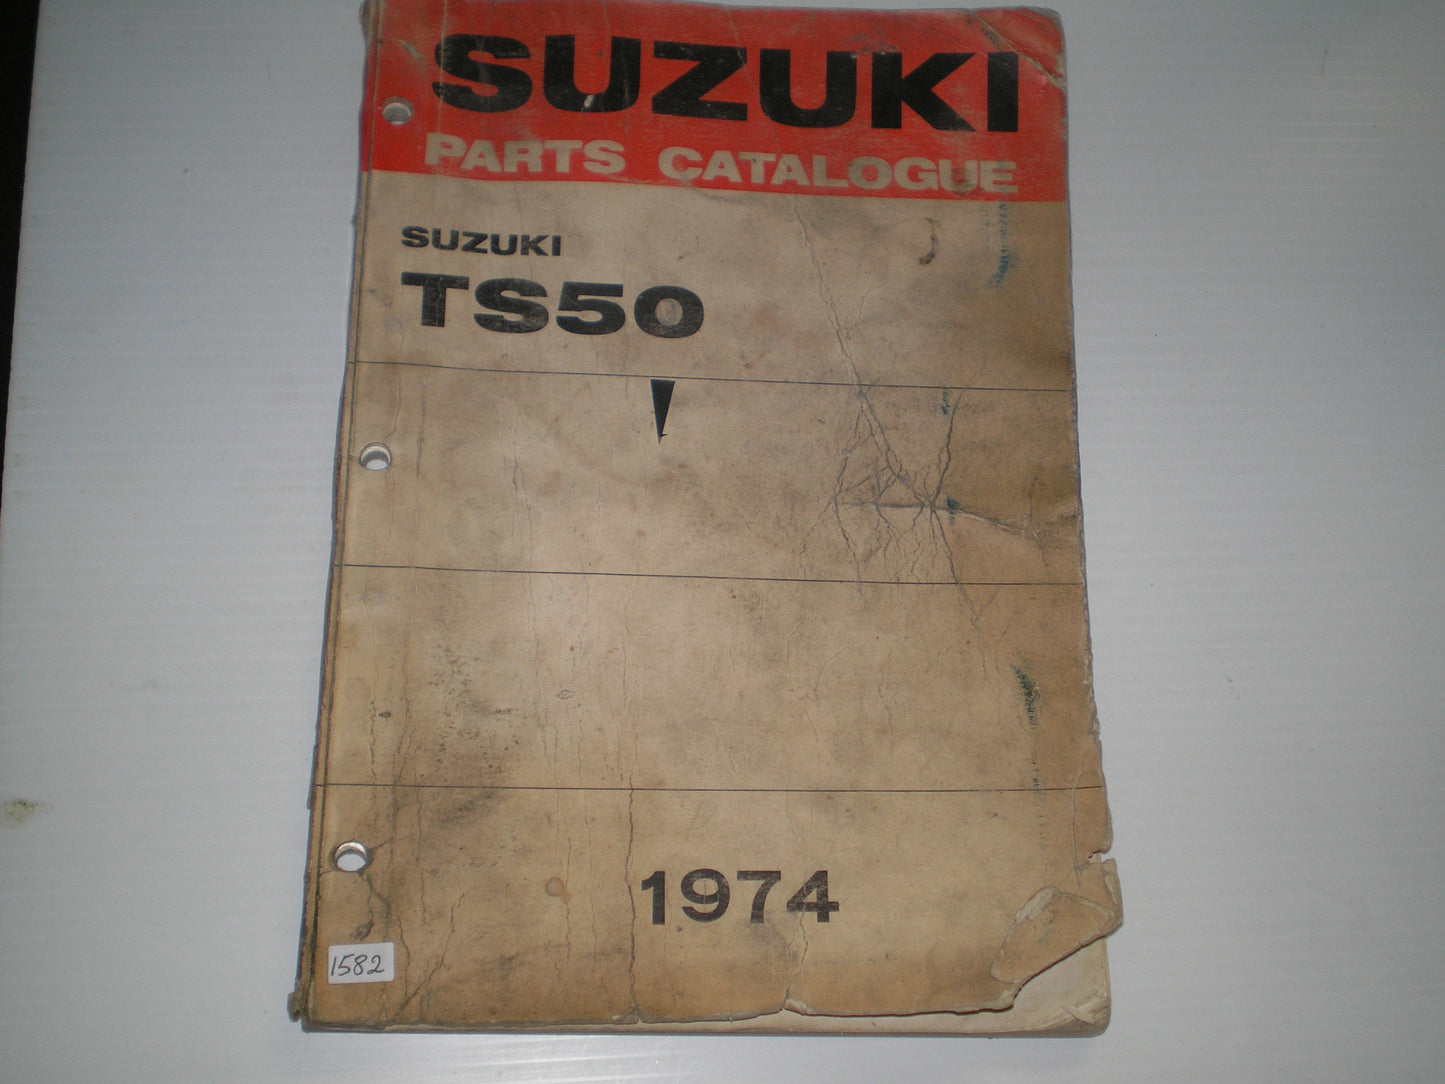 SUZUKI
PARTS CATALOGUE
SUZUKI
TS50
1974
1582